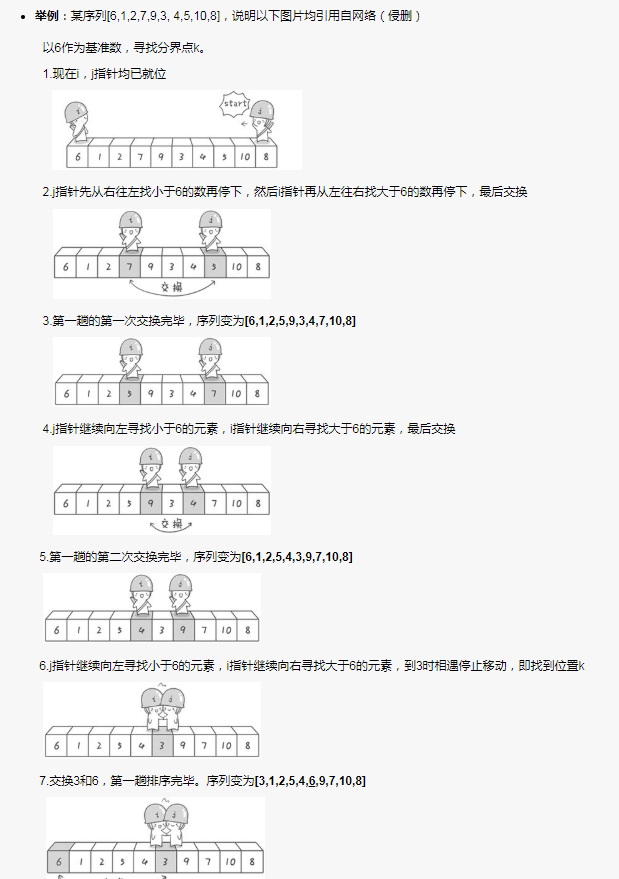 举例：某序列[6,1,2,7,9,3, 4,5,10,8]，说明以下图片均引用自网络（侵删）
以6作为基准数，寻找分界点k。
1.现在i，j指针均已就位
i start j
6 1 2 7 9 3 4 5 10 8
2.j指针先从右往左找小于6的数再停下，然后i指针再从左往右找大于6的数再停下，最后交换
i j
6 1 2 7 9 3 4 5 10 8
交换
3.第一趟的第一次交换完毕，序列变为[6,1,2,5,9,3,4,7,10,8]
i j
6 1 2 5 9 3 4 7 10 8
4.j指针继续向左寻找小于6的元素，i指针继续向右寻找大于6的元素，最后交换
i j
6 1 2 5 9 3 4 7 10 8
交换
5.第一趟的第二次交换完毕，序列变为[6,1,2,5,4,3,9,7,10,8]
i j
6 1 2 5 4 3 9 7 10 8
6.j指针继续向左寻找小于6的元素，i指针继续向右寻找大于6的元素，到3时相遇停止移动，即找到位置k
i j
6 1 2 5 4 3 9 7 10 8
7.交换3和6，第一趟排序完毕。序列变为[3,1,2,5,4,6,9,7,10,8]
i j
6 1 2 5 4 3 9 7 10 8